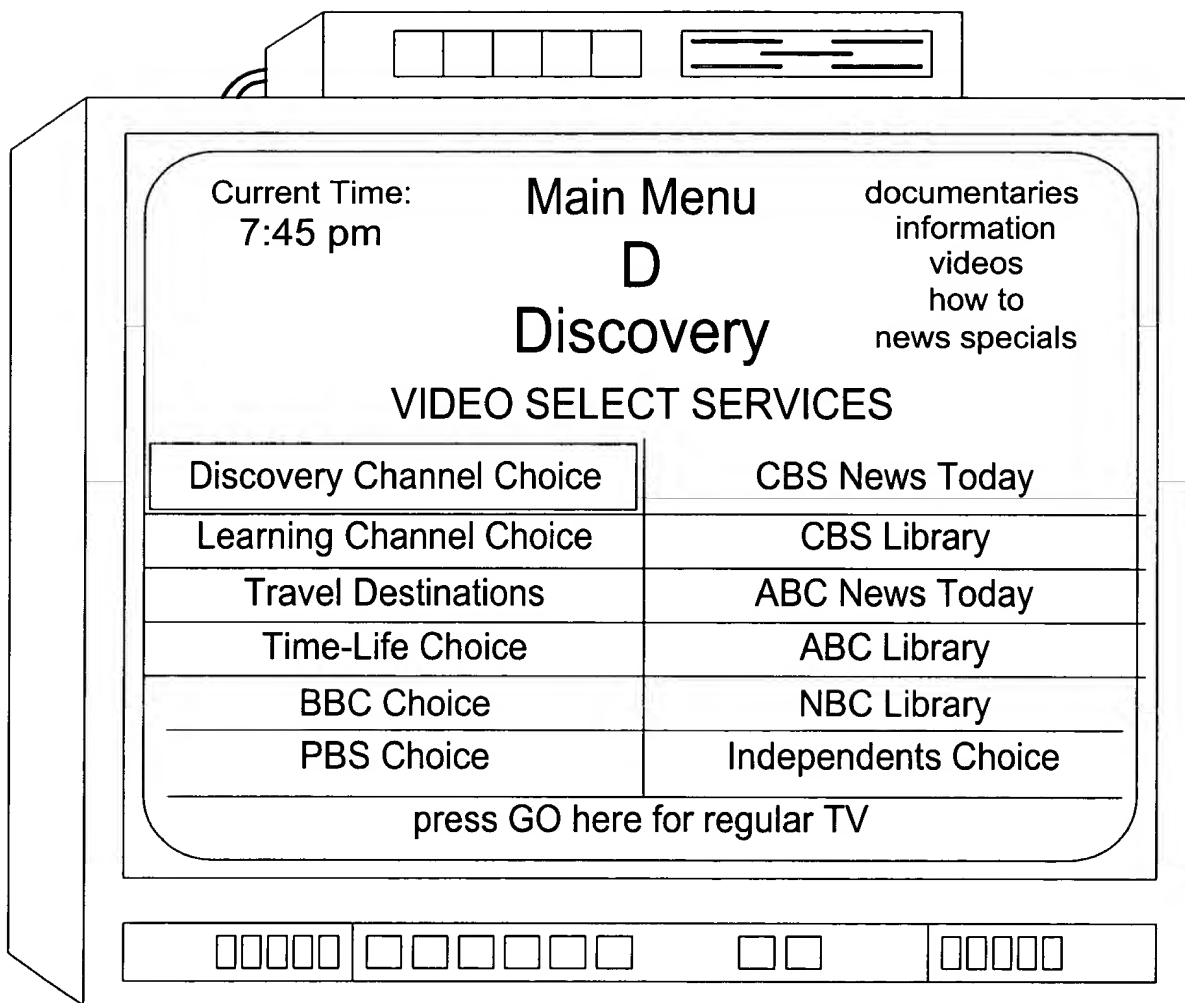 Current Time:
7:45 pm
Main Menu
D
Discovery
documentaries
information
videos
how to
news specials
VIDEO SELECT SERVICES
Discovery Channel Choice
CBS News Today
Learning Channel Choice
CBS Library
Travel Destinations
ABC News Today
Time-Life Choice
ABC Library
BBC Choice
NBC Library
PBS Choice
Independents Choice
press GO here for regular TV